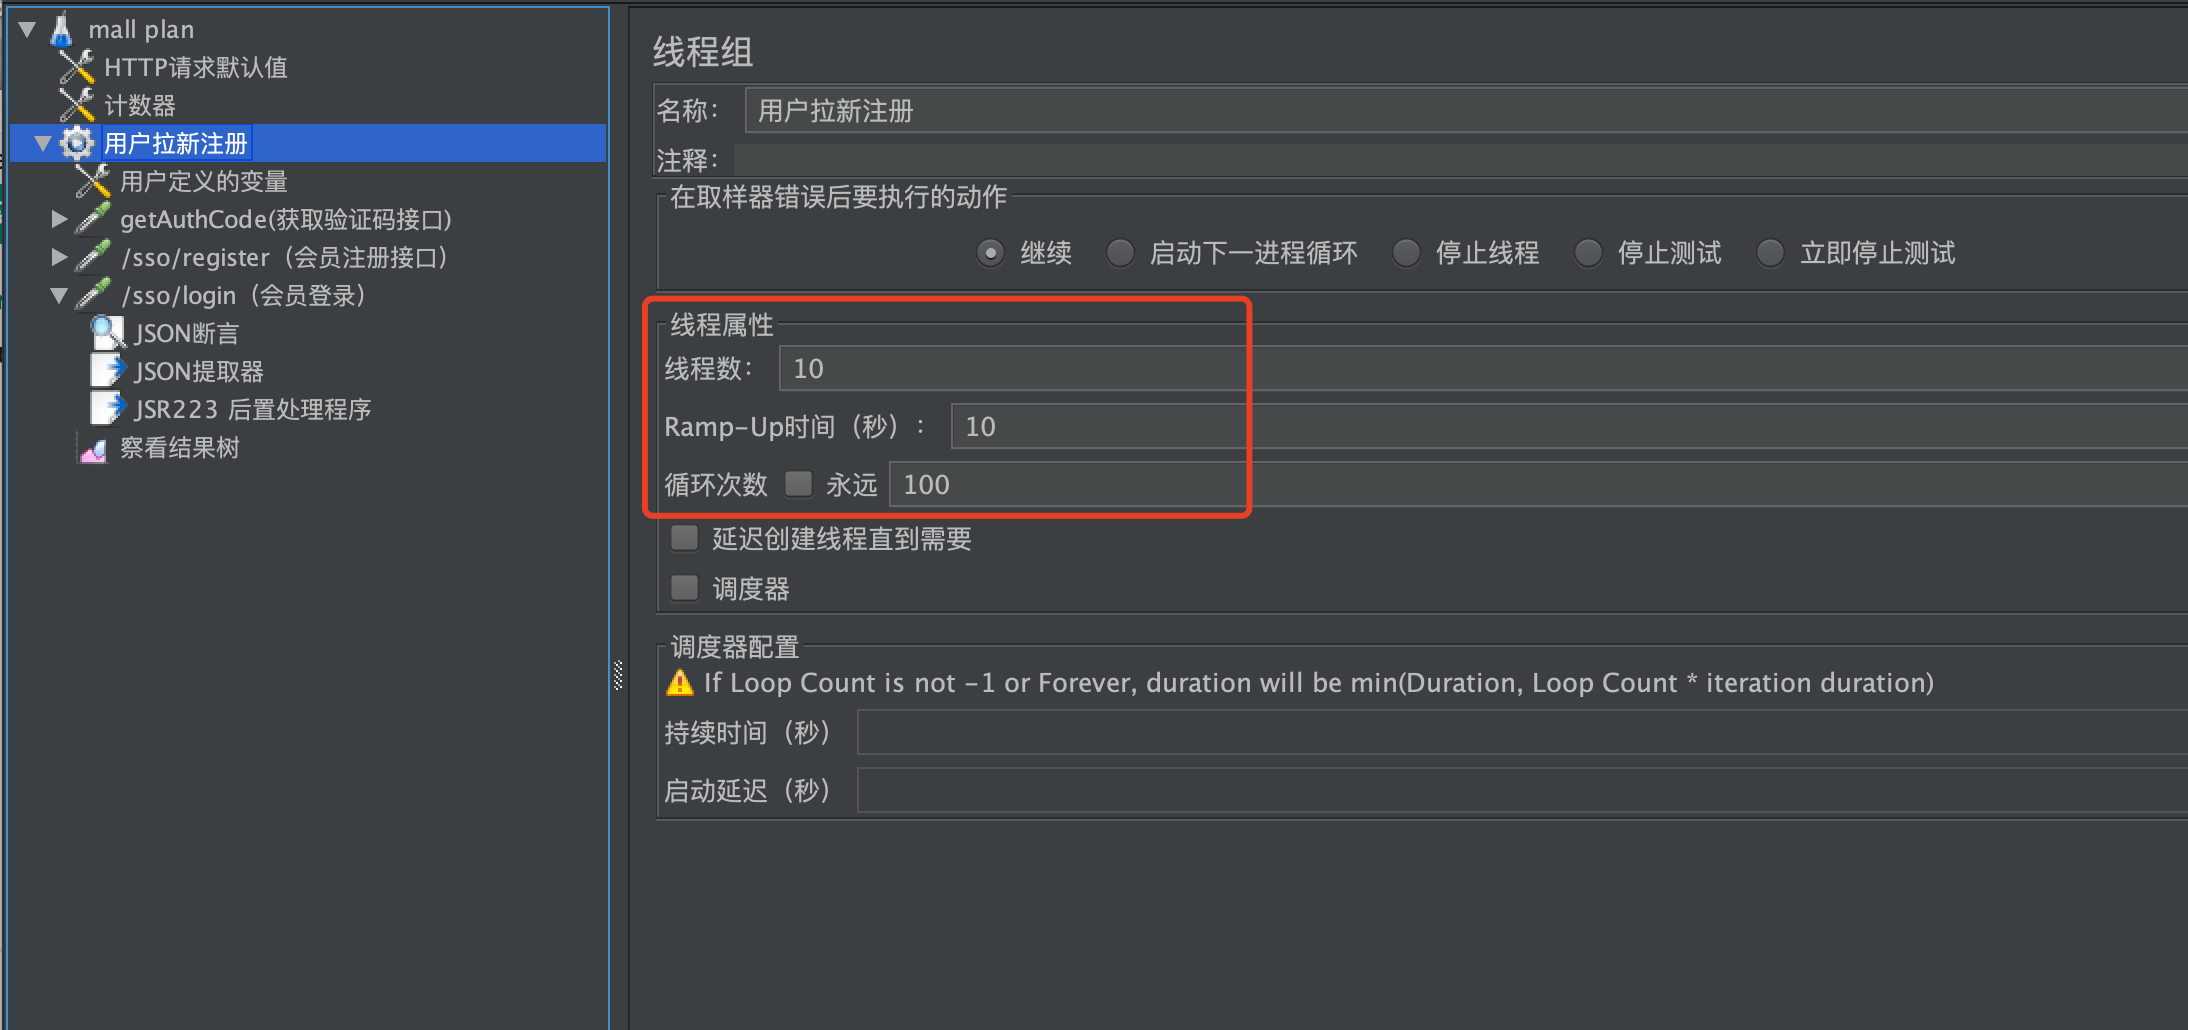 mall plan
HTTP请求默认值
计数器
用户拉新注册
用户定义的变量
getAuthCode(获取验证码接口)
/sso/register（会员注册接口）
/sso/login（会员登录）
JSON断言
JSON提取器
JSR223 后置处理程序
察看结果树
线程组
名称： 用户拉新注册
注释：
在取样器错误后要执行的动作
继续 启动下一进程循环 停止线程 停止测试 立即停止测试
线程属性
线程数： 10
Ramp-Up时间（秒）： 10
循环次数 永远 100
延迟创建线程直到需要
调度器
调度器配置
If Loop Count is not -1 or Forever, duration will be min(Duration, Loop Count * iteration duration)
持续时间（秒）
启动延迟（秒）